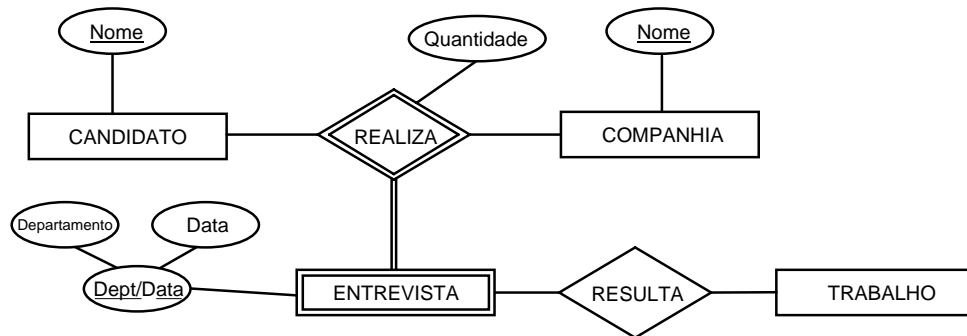 Nome
Quantidade
Nome
CANDIDATO
REALIZA
COMPANHIA
Departamento
Data
Dept/Data
ENTREVISTA
RESULTA
TRABALHO